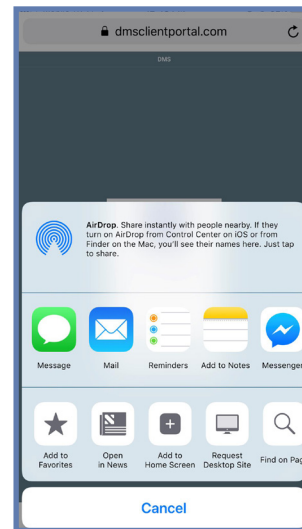 dmsclientportal.com
DMS
AirDrop. Share instantly with people nearby. If they
turn on AirDrop from Control Center on iOS or from
Finder on the Mac, you'll see their names here. Just tap
to share.
Message Mail Reminders Add to Notes Messenger
Add to Open Add to Request Find on Pag
Favorites in News Home Screen Desktop Site
Cancel